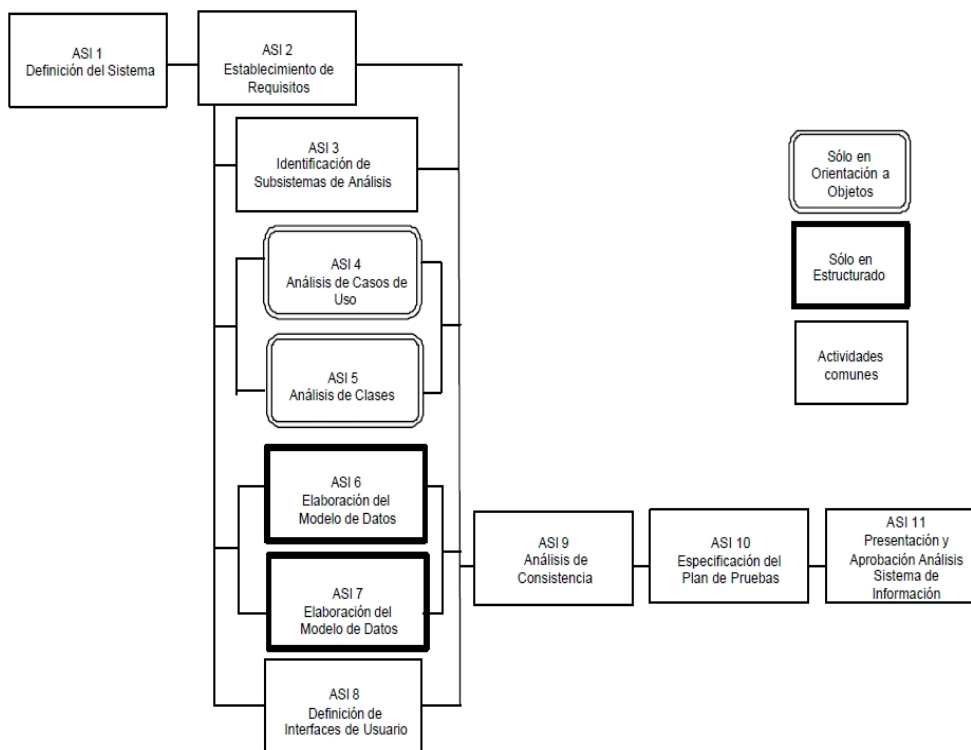 ASI 1
Definición del Sistema
ASI 2
Establecimiento de
Requisitos
ASI 3
Identificación de
Subsistemas de Análisis
ASI 4
Análisis de Casos de
Uso
ASI 5
Análisis de Clases
ASI 6
Elaboración del
Modelo de Datos
ASI 7
Elaboración del
Modelo de Datos
ASI 8
Definición de
Interfaces de Usuario
ASI 9
Análisis de
Consistencia
ASI 10
Especificación del
Plan de Pruebas
ASI 11
Presentación y
Aprobación Análisis
Sistema de
Información
Sólo en
Orientación a
Objetos
Sólo en
Estructurado
Actividades
comunes